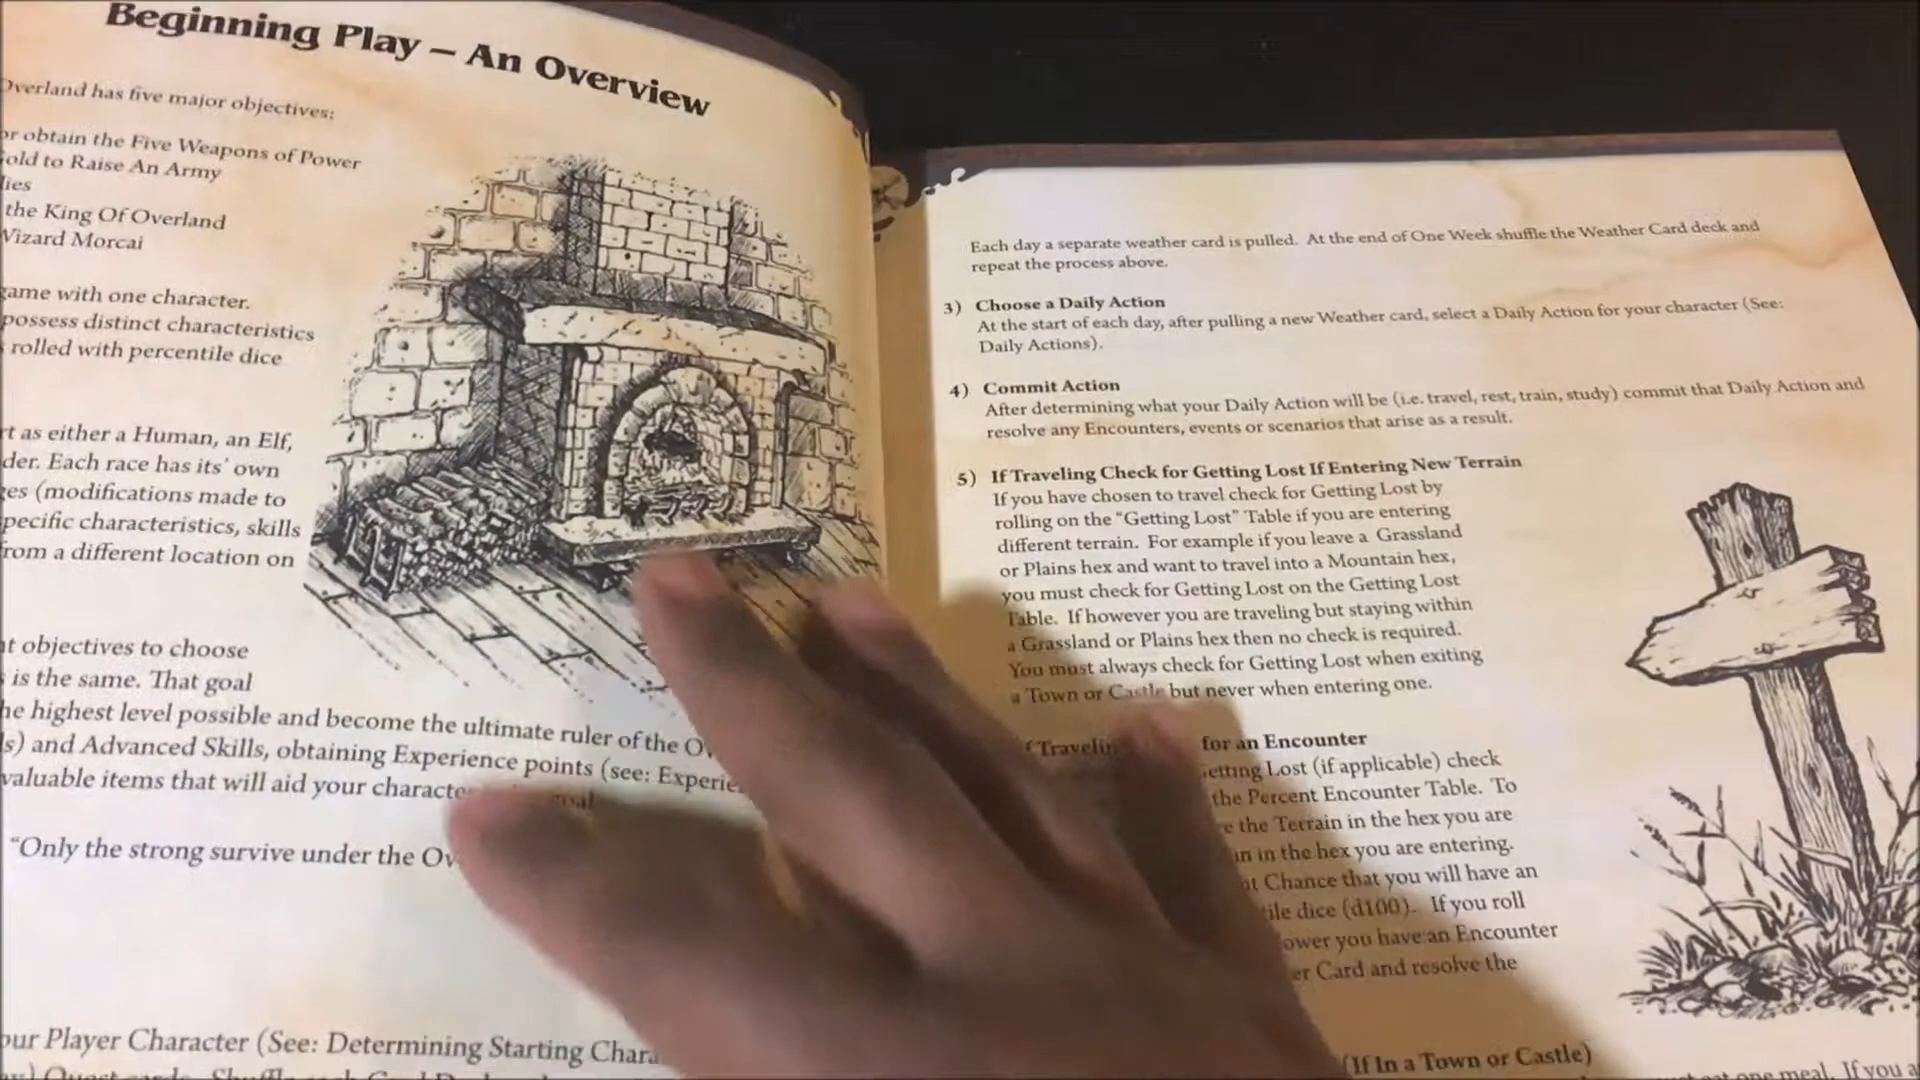 Beginning Play – An Overview
Overland has five major objectives:
or obtain the Five Weapons of Power
Gold to Raise An Army
lies
the King Of Overland
Wizard Morcai
game with one character.
possess distinct characteristics
rolled with percentile dice
rt as either a Human, an Elf,
der. Each race has its' own
ges (modifications made to
specific characteristics, skills
from a different location on
nt objectives to choose
is the same. That goal
he highest level possible and become the ultimate ruler of the
s) and Advanced Skills, obtaining Experience points (see:
valuable items that will aid your
"Only the strong survive under the
our Player Character (See: Determining Starting
Each day a separate weather card is pulled. At the end of One Week shuffle the Weather Card deck and
repeat the process above.
3) Choose a Daily Action
At the start of each day, after pulling a new Weather card, select a Daily Action for your character (See:
Daily Actions).
4) Commit Action
After determining what your Daily Action will be (i.e. travel, rest, train, study) commit that Daily Action and
resolve any Encounters, events or scenarios that arise as a result.
5) If Traveling Check for Getting Lost If Entering New Terrain
If you have chosen to travel check for Getting Lost by
rolling on the "Getting Lost" Table if you are entering
different terrain. For example if you leave a Grassland
or Plains hex and want to travel into a Mountain hex,
you must check for Getting Lost on the Getting Lost
Table. If however you are traveling but staying within
a Grassland or Plains hex then no check is required.
You must always check for Getting Lost when exiting
a Town or Castle but never when entering one.
for an Encounter
Getting Lost (if applicable) check
the Percent Encounter Table. To
the Terrain in the hex you are
in the hex you are entering.
Chance that you will have an
dice (d100). If you roll
you have an Encounter
Card and resolve the
(If In a Town or Castle)
one meal. If you